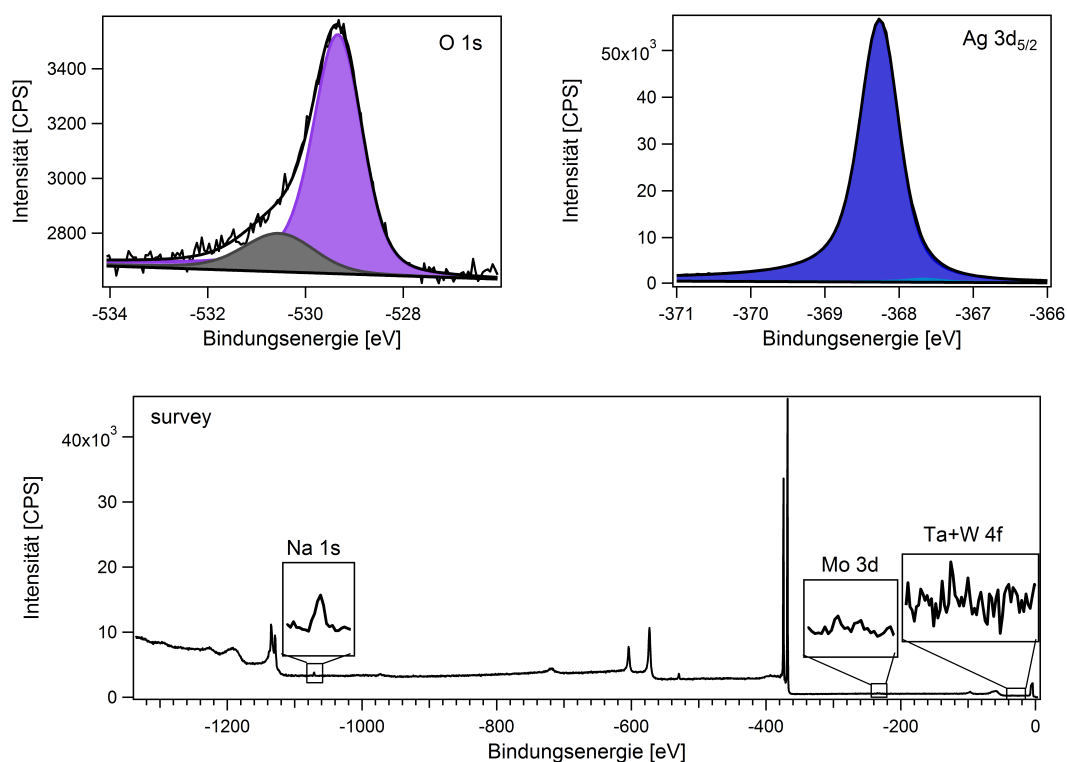 O 1s
Intensität [CPS]
3400
3200
3000
2800
-534
-532
-530
-528
Bindungsenergie [eV]
Ag 3d5/2
Intensität [CPS]
50x10³
40
30
20
10
0
-371
-370
-369
-368
-367
-366
Bindungsenergie [eV]
survey
Intensität [CPS]
40x10³
30
20
10
0
Na 1s
Mo 3d
Ta+W 4f
-1200
-1000
-800
-600
-400
-200
0
Bindungsenergie [eV]